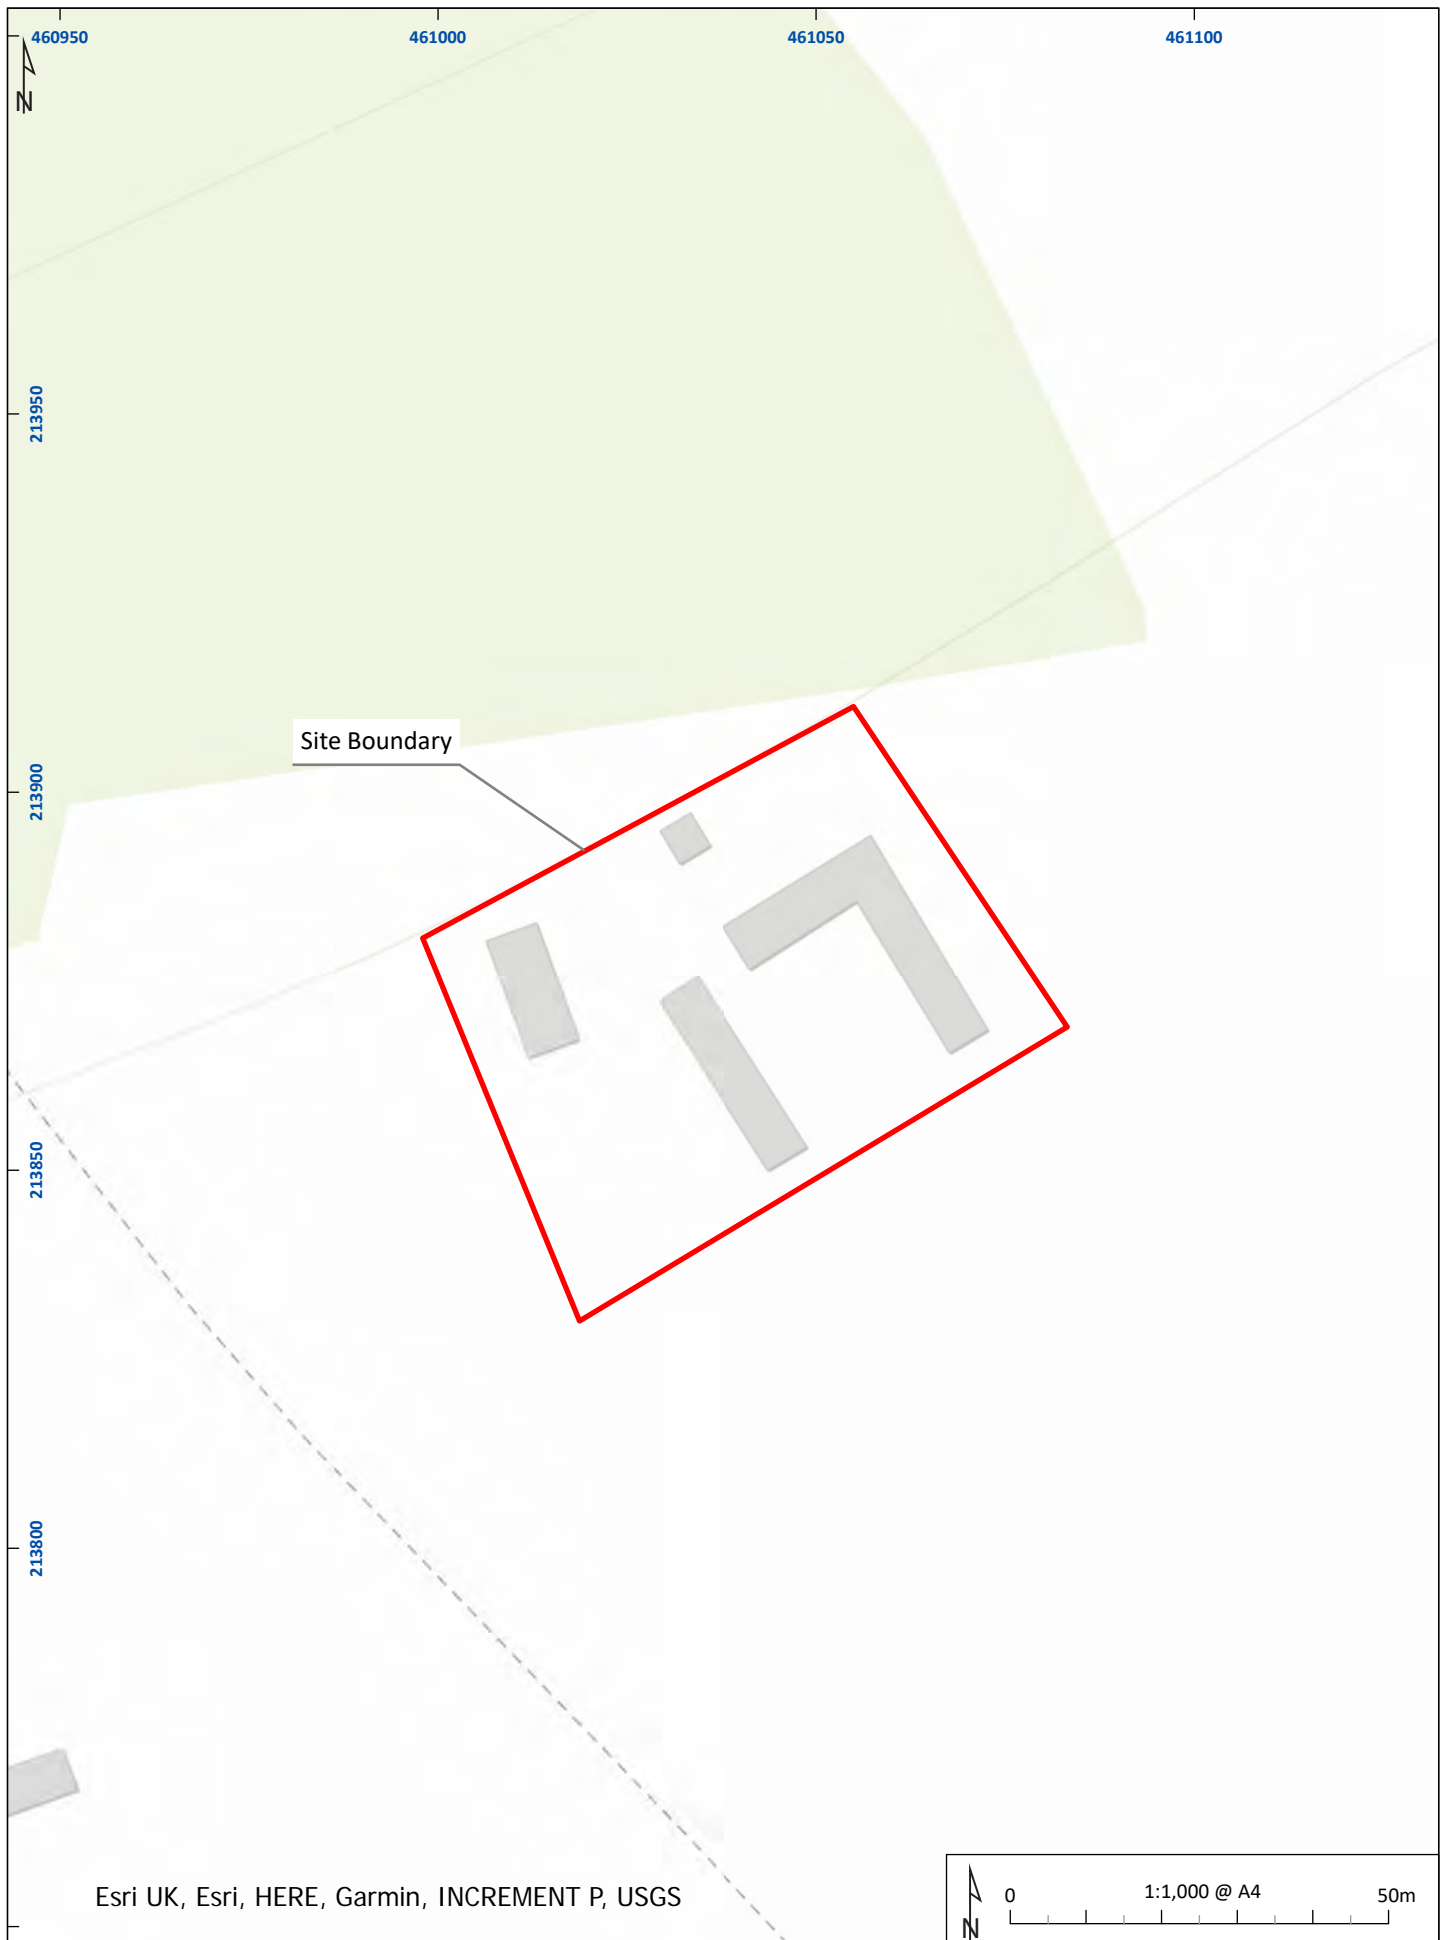 460950
461000
461050
461100
N
213950
Site Boundary
213900
213850
213800
Esri UK, Esri, HERE, Garmin, INCREMENT P, USGS
N
0
1:1,000 @ A4
50m